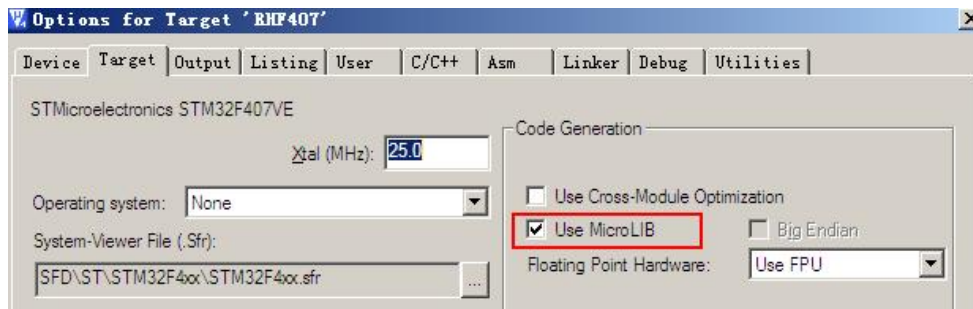 Options for Target 'RHF407'
Device Target Output Listing User C/C++ Asm Linker Debug Utilities
STMicroelectronics STM32F407VE
Xtal (MHz): 25.0
Operating system: None
System-Viewer File (.Sfr):
SFD\ST\STM32F4xx\STM32F4xx.sfr ...
Code Generation
Use Cross-Module Optimization
Use MicroLIB Big Endian
Floating Point Hardware: Use FPU